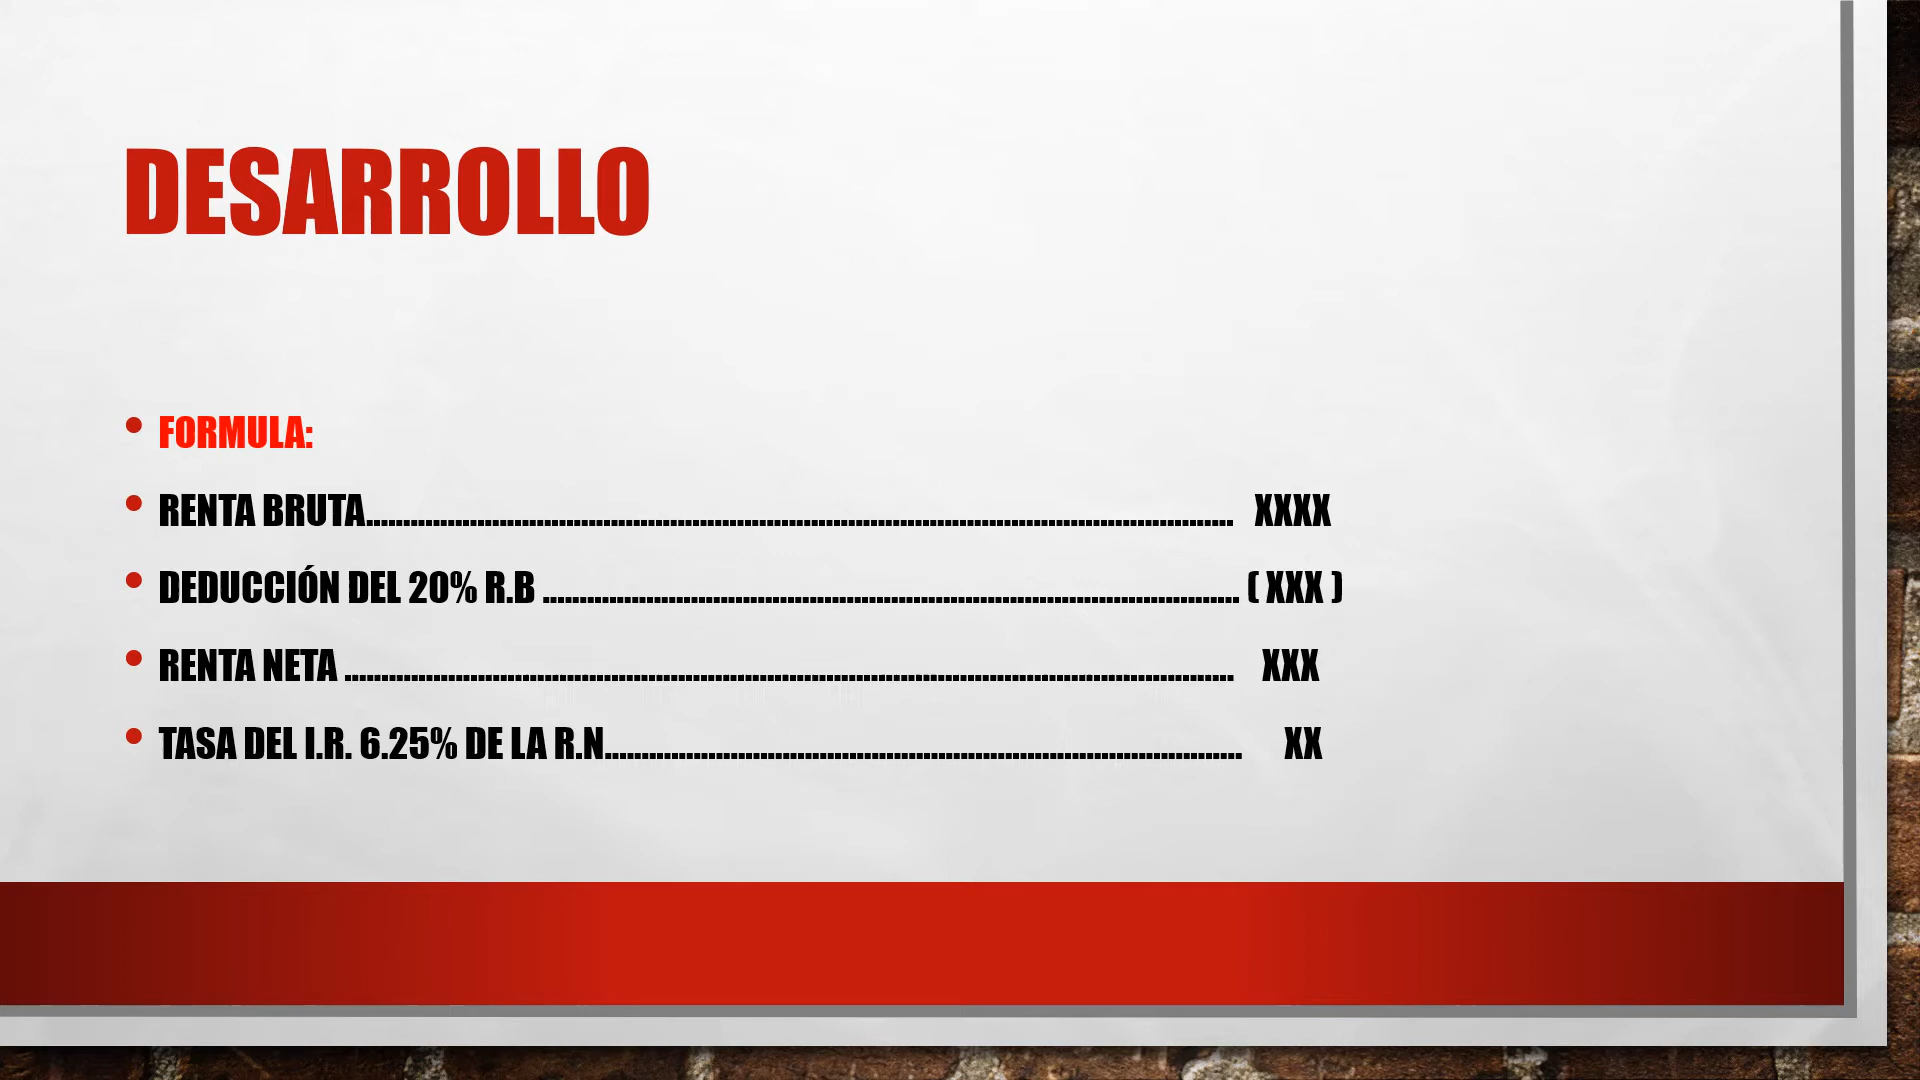 DESARROLLO
• FORMULA:
• RENTA BRUTA........................................................................................................................ XXXX
• DEDUCCIÓN DEL 20% R.B ................................................................................................ ( XXX )
• RENTA NETA .......................................................................................................................... XXX
• TASA DEL I.R. 6.25% DE LA R.N........................................................................................ XX